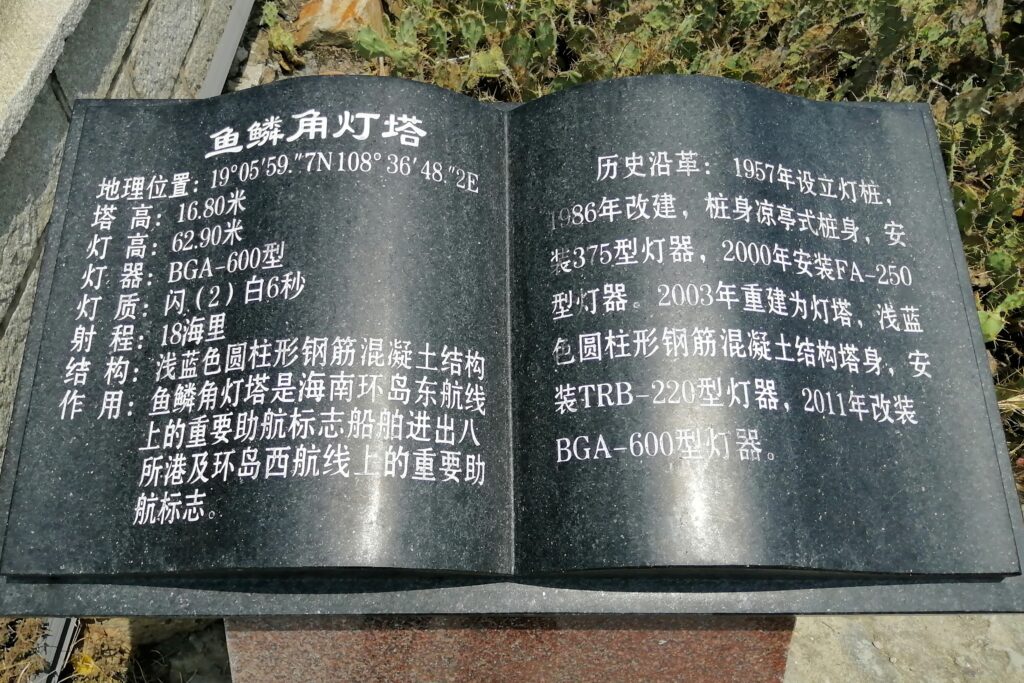 鱼鳞角灯塔
地理位置：19°05′59.″7N 108°36′48.″2E
塔 高：16.80米
灯 高：62.90米
灯 器：BGA-600型
灯 质：闪（2）白6秒
射 程：18海里
结 构：浅蓝色圆柱形钢筋混凝土结构
作 用：鱼鳞角灯塔是海南环岛东航线
上的重要助航标志船舶进出八
所港及环岛西航线上的重要助
航标志。
历史沿革：1957年设立灯桩，
1986年改建，桩身凉亭式桩身，安
装375型灯器，2000年安装FA-250
型灯器。2003年重建为灯塔，浅蓝
色圆柱形钢筋混凝土结构塔身，安
装TRB-220型灯器，2011年改装
BGA-600型灯器。